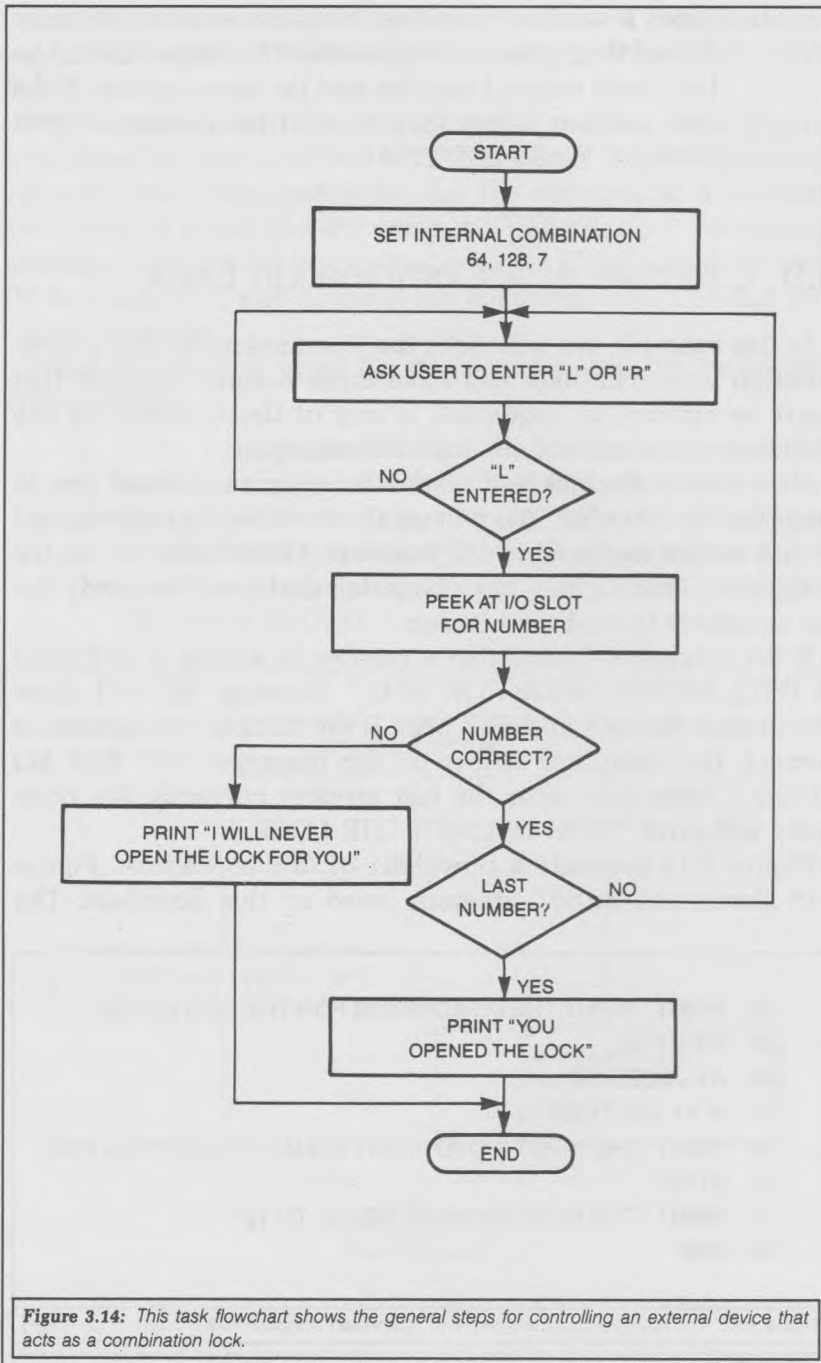 START
SET INTERNAL COMBINATION
64, 128, 7
ASK USER TO ENTER “L” OR “R”
NO
“L”
ENTERED?
YES
PEEK AT I/O SLOT
FOR NUMBER
NO
NUMBER
CORRECT?
YES
PRINT “I WILL NEVER
OPEN THE LOCK FOR YOU”
LAST
NUMBER?
NO
YES
PRINT “YOU
OPENED THE LOCK”
END
Figure 3.14: This task flowchart shows the general steps for controlling an external device that
acts as a combination lock.